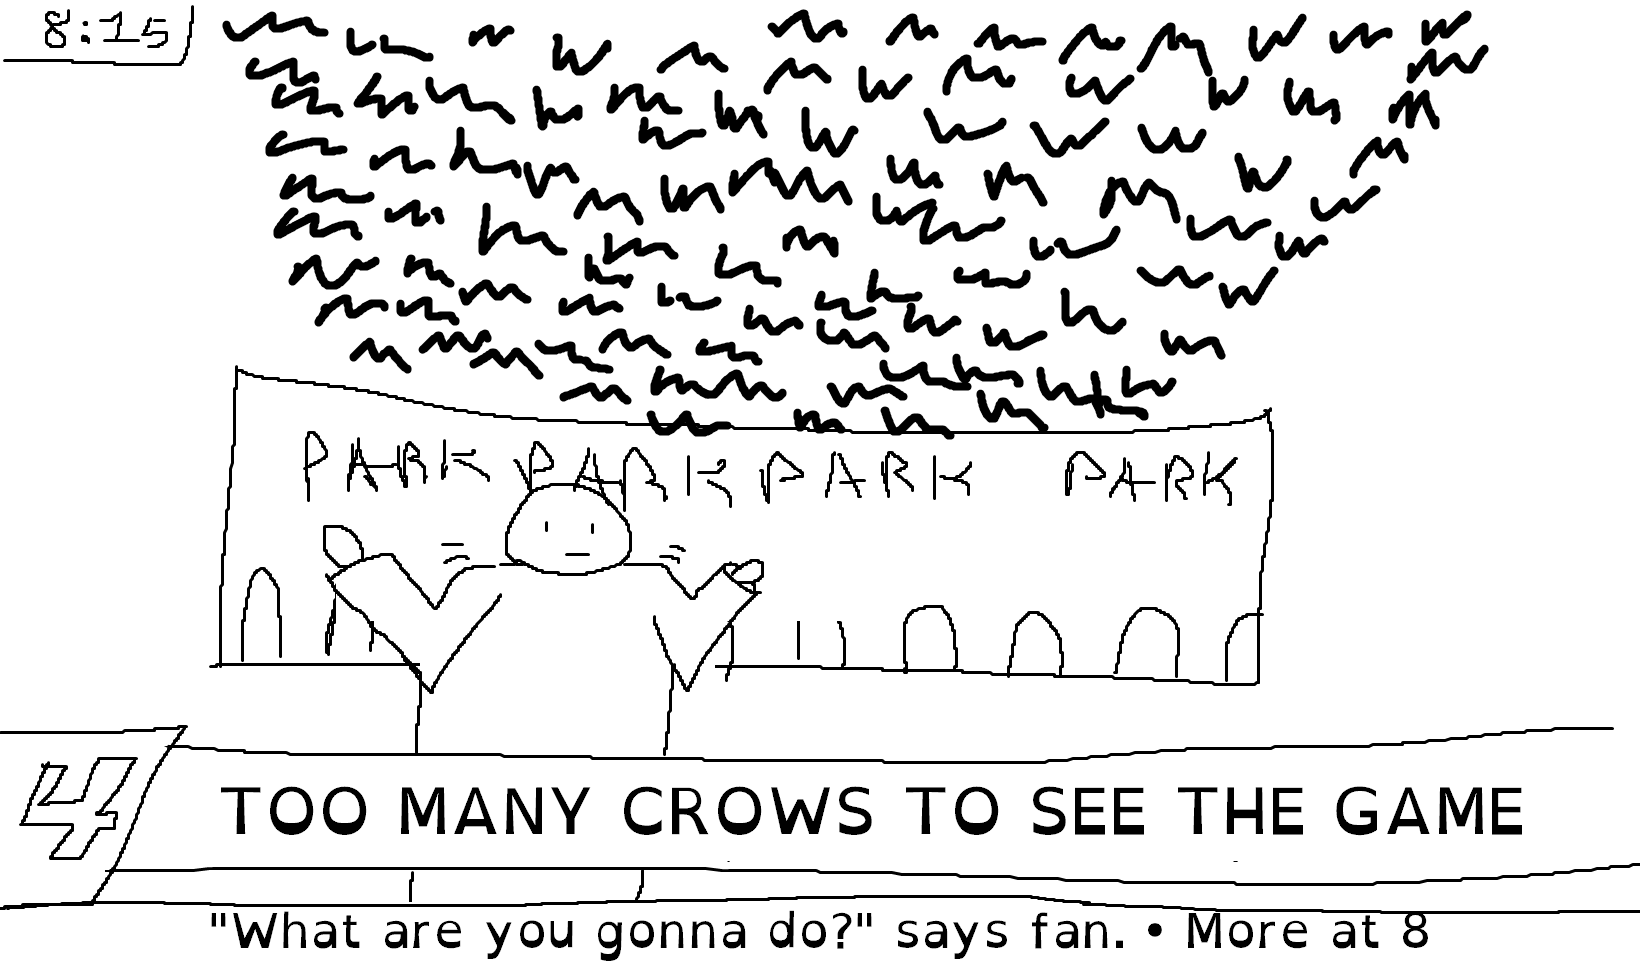 8:15
PARK PARK PARK PARK
4
TOO MANY CROWS TO SEE THE GAME
"What are you gonna do?" says fan. • More at 8